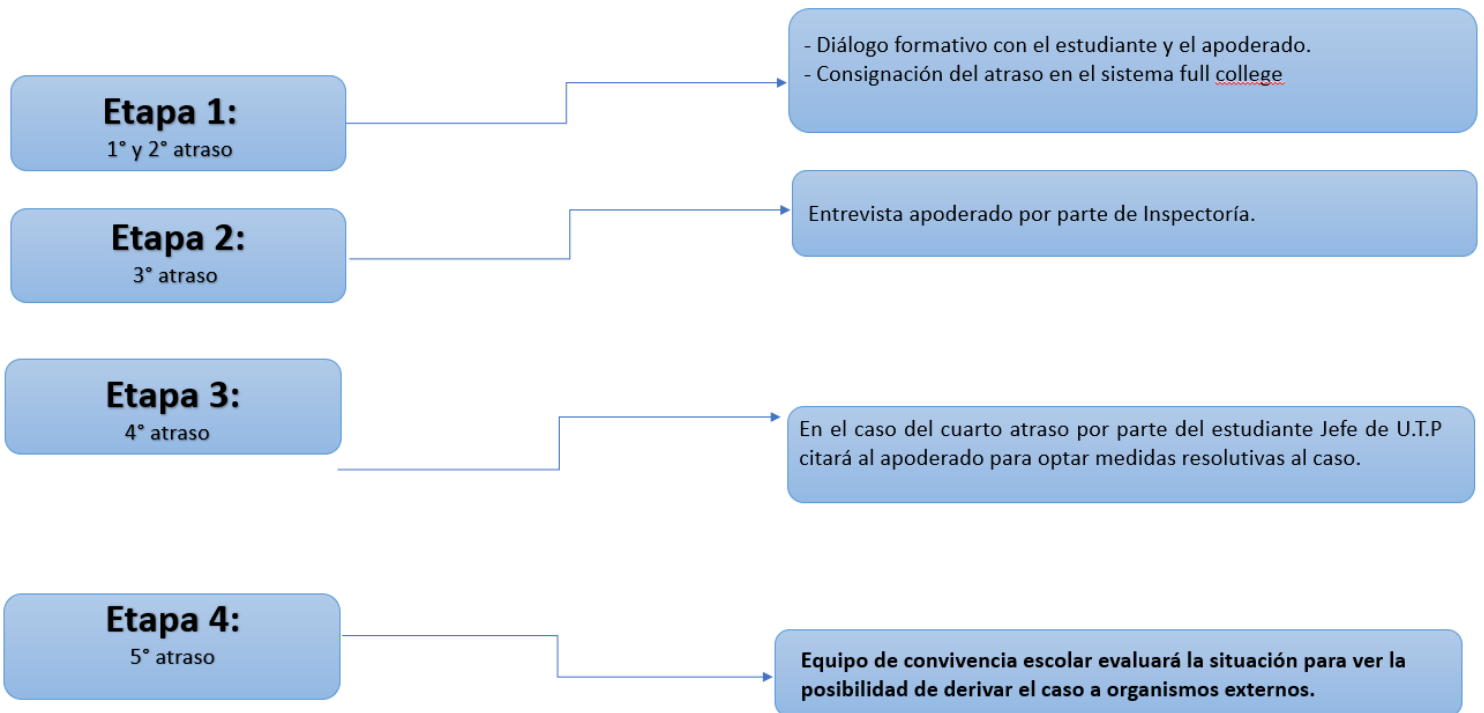 Etapa 1:
1° y 2° atraso
- Diálogo formativo con el estudiante y el apoderado.
- Consignación del atraso en el sistema full college
Etapa 2:
3° atraso
Entrevista apoderado por parte de Inspectoría.
Etapa 3:
4° atraso
En el caso del cuarto atraso por parte del estudiante Jefe de U.T.P
citará al apoderado para optar medidas resolutivas al caso.
Etapa 4:
5° atraso
Equipo de convivencia escolar evaluará la situación para ver la
posibilidad de derivar el caso a organismos externos.